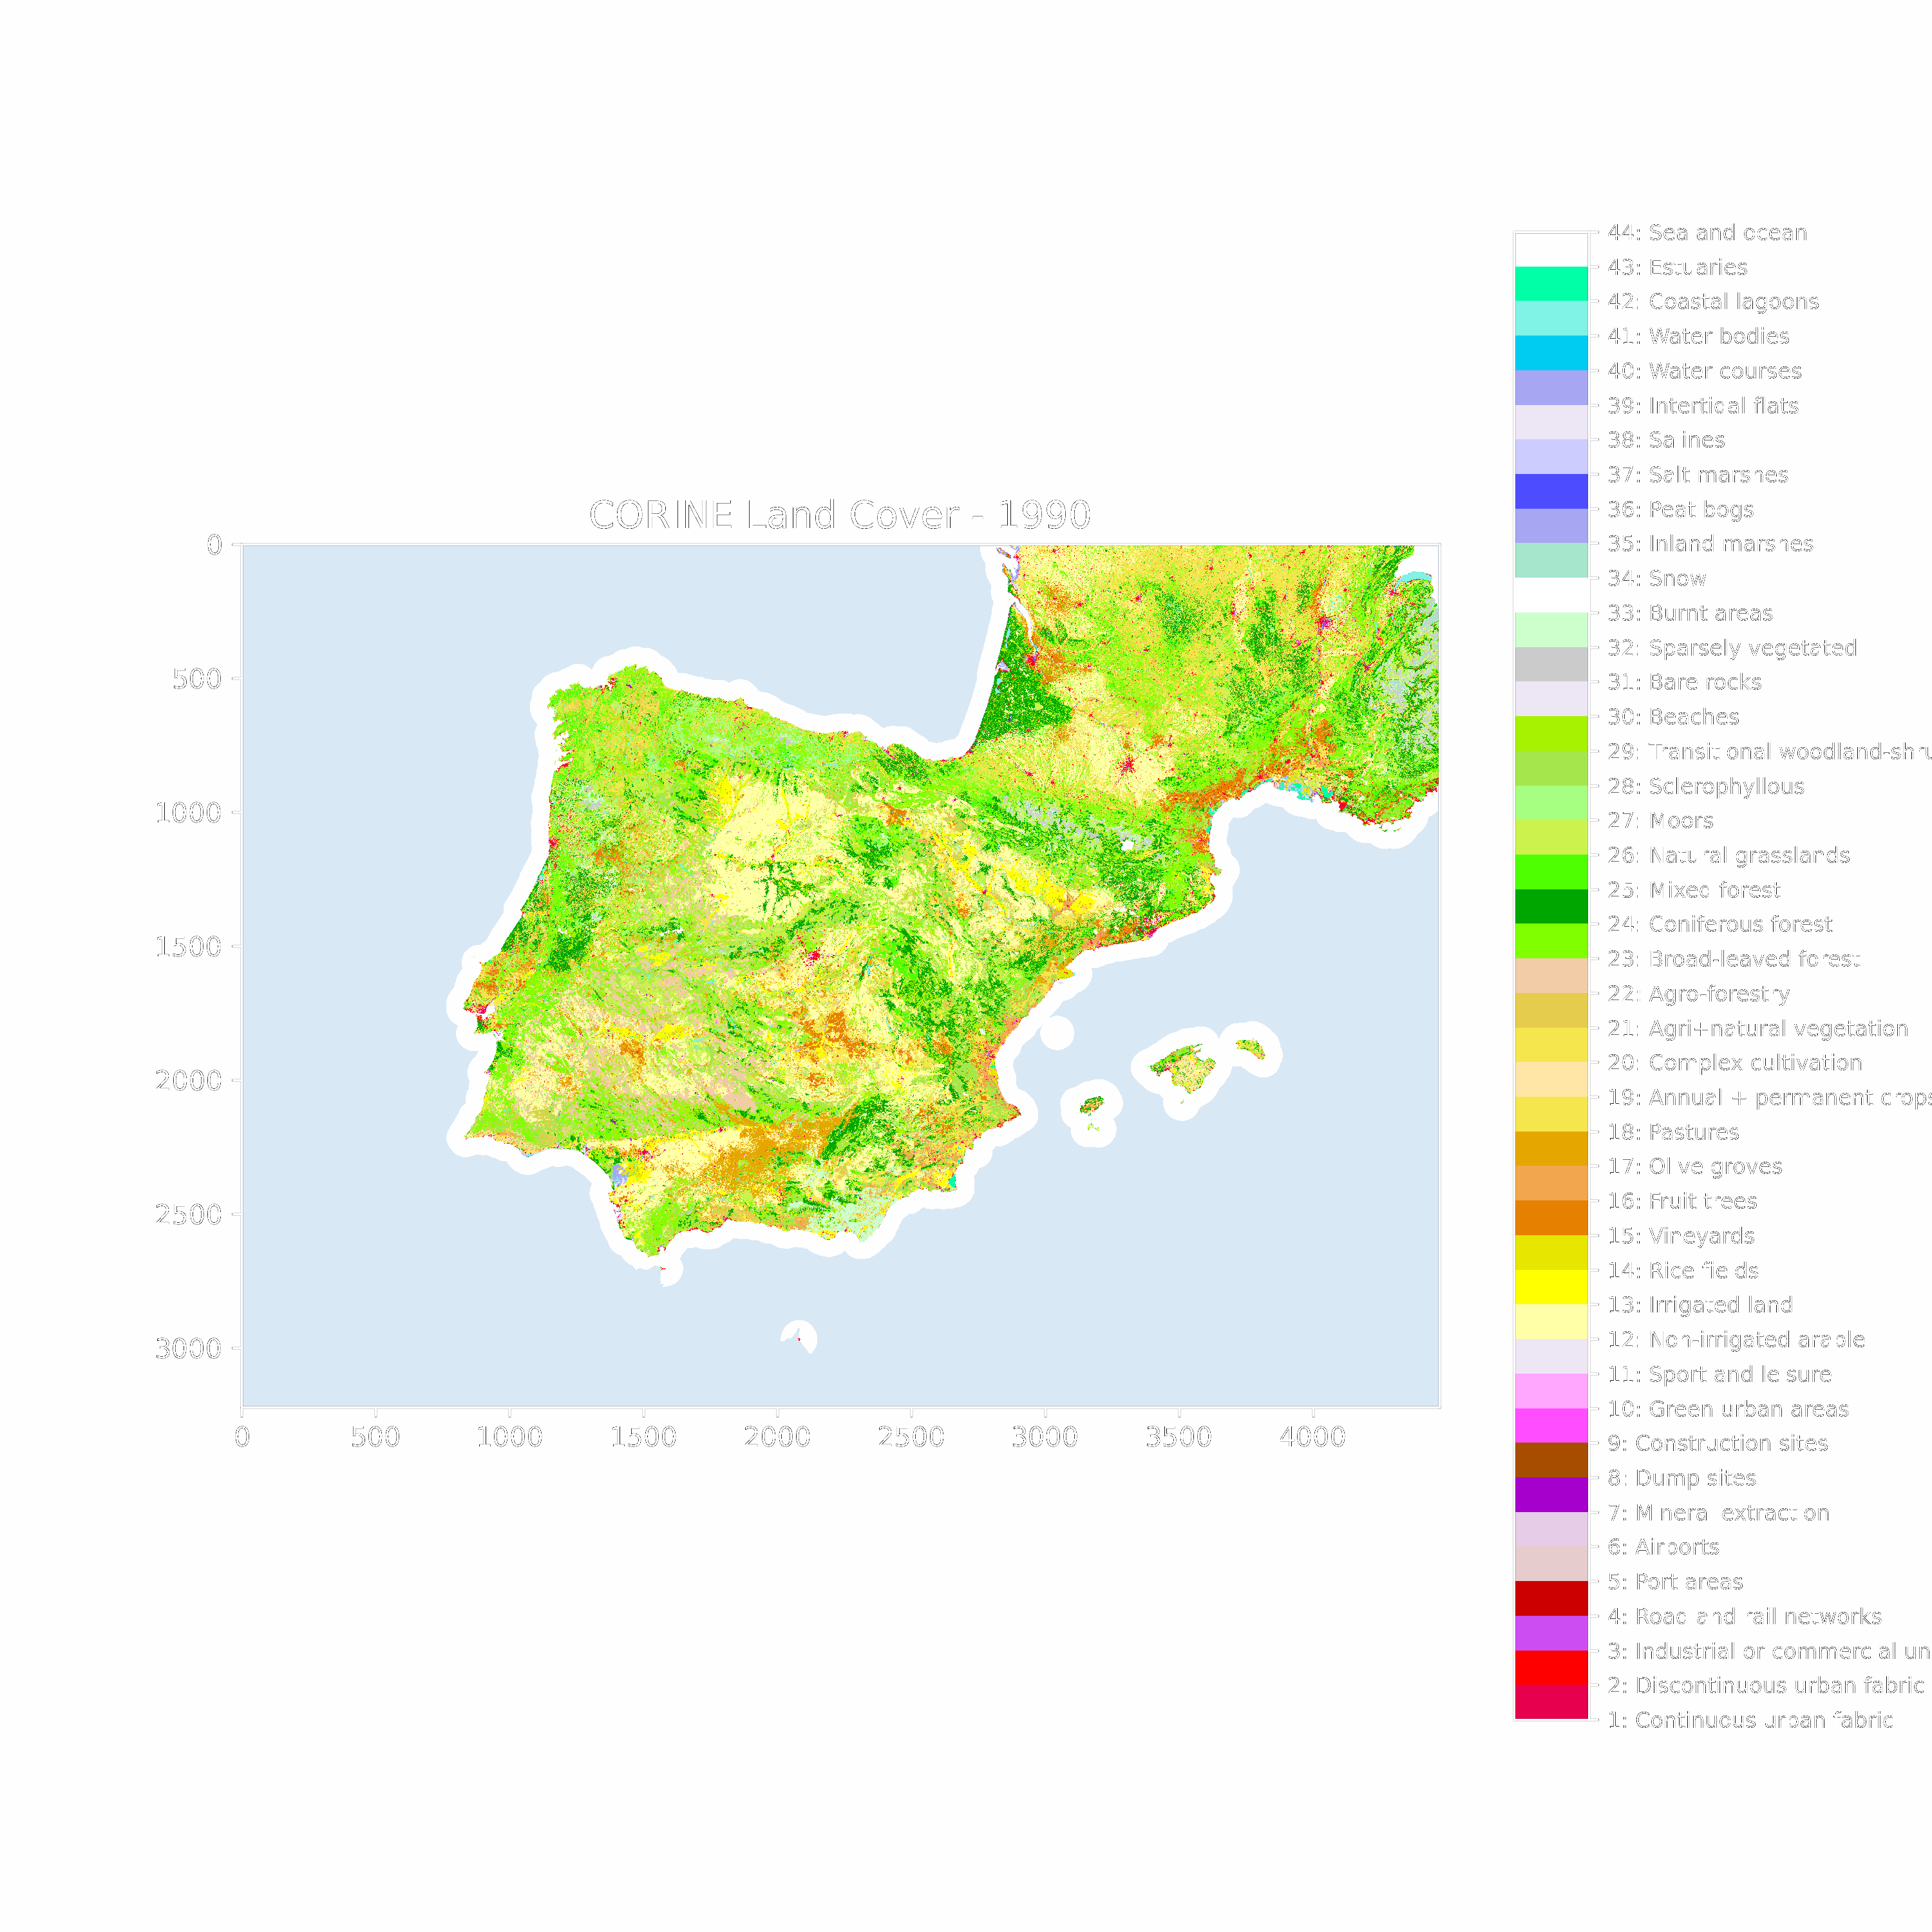 44: Sea and ocean
43: Estuaries
42: Coastal lagoons
41: Water bodies
40: Water courses
39: Intertidal flats
38: Salines
37: Salt marshes
36: Peat bogs
35: Inland marshes
34: Snow
33: Burnt areas
32: Sparsely vegetated
31: Bare rocks
30: Beaches
29: Transitional woodland-shru
28: Sclerophyllous
27: Moors
26: Natural grasslands
25: Mixed forest
24: Coniferous forest
23: Broad-leaved forest
22: Agro-forestry
21: Agri+natural vegetation
20: Complex cultivation
19: Annual + permanent crops
18: Pastures
17: Olive groves
16: Fruit trees
15: Vineyards
14: Rice fields
13: Irrigated land
12: Non-irrigated arable
11: Sport and leisure
10: Green urban areas
9: Construction sites
8: Dump sites
7: Mineral extraction
6: Airports
5: Port areas
4: Road and rail networks
3: Industrial or commercial un
2: Discontinuous urban fabric
1: Continuous urban fabric
CORINE Land Cover - 1990
0
500
1000
1500
2000
2500
3000
0 500 1000 1500 2000 2500 3000 3500 4000